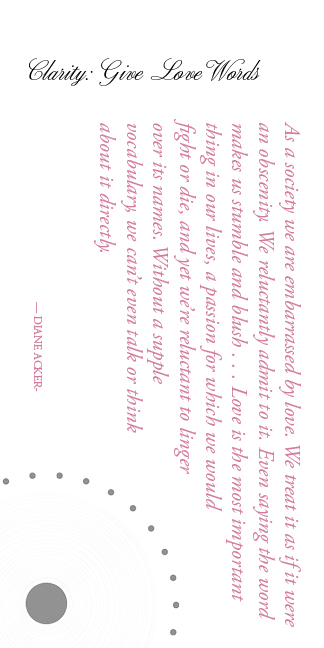 Clarity: Give Love Words
As a society we are embarrassed by love. We treat it as if it were
an obscenity. We reluctantly admit to it. Even saying the word
makes us stumble and blush . . . Love is the most important
thing in our lives, a passion for which we would
fight or die, and yet we're reluctant to linger
over its names. Without a supple
vocabulary, we can't even talk or think
about it directly.
— DIANE ACKER-